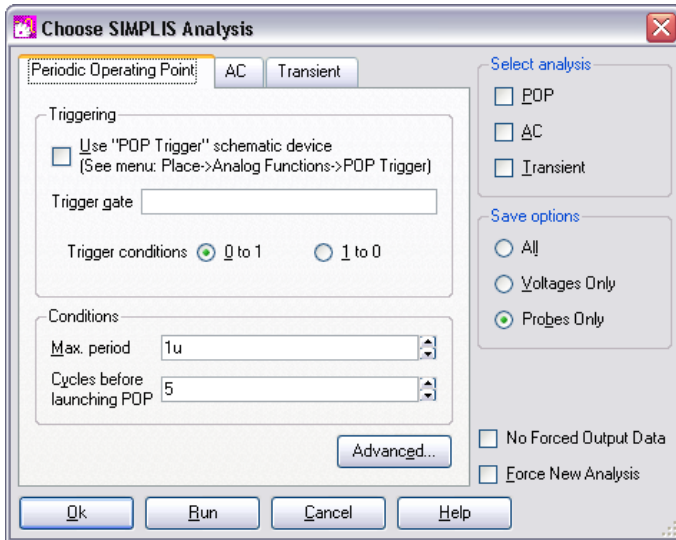 Choose SIMPLIS Analysis
Periodic Operating Point
AC
Transient
Triggering
Use "POP Trigger" schematic device
(See menu: Place->Analog Functions->POP Trigger)
Trigger gate
Trigger conditions
0 to 1
1 to 0
Conditions
Max. period
1u
Cycles before
launching POP
5
Advanced...
Select analysis
POP
AC
Transient
Save options
All
Voltages Only
Probes Only
No Forced Output Data
Force New Analysis
Ok
Run
Cancel
Help